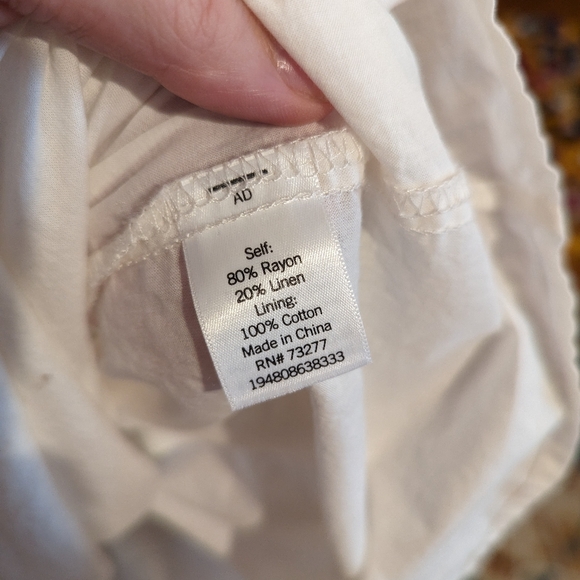 AD
Self:
80% Rayon
20% Linen
Lining:
100% Cotton
Made in China
RN# 73277
194808638333